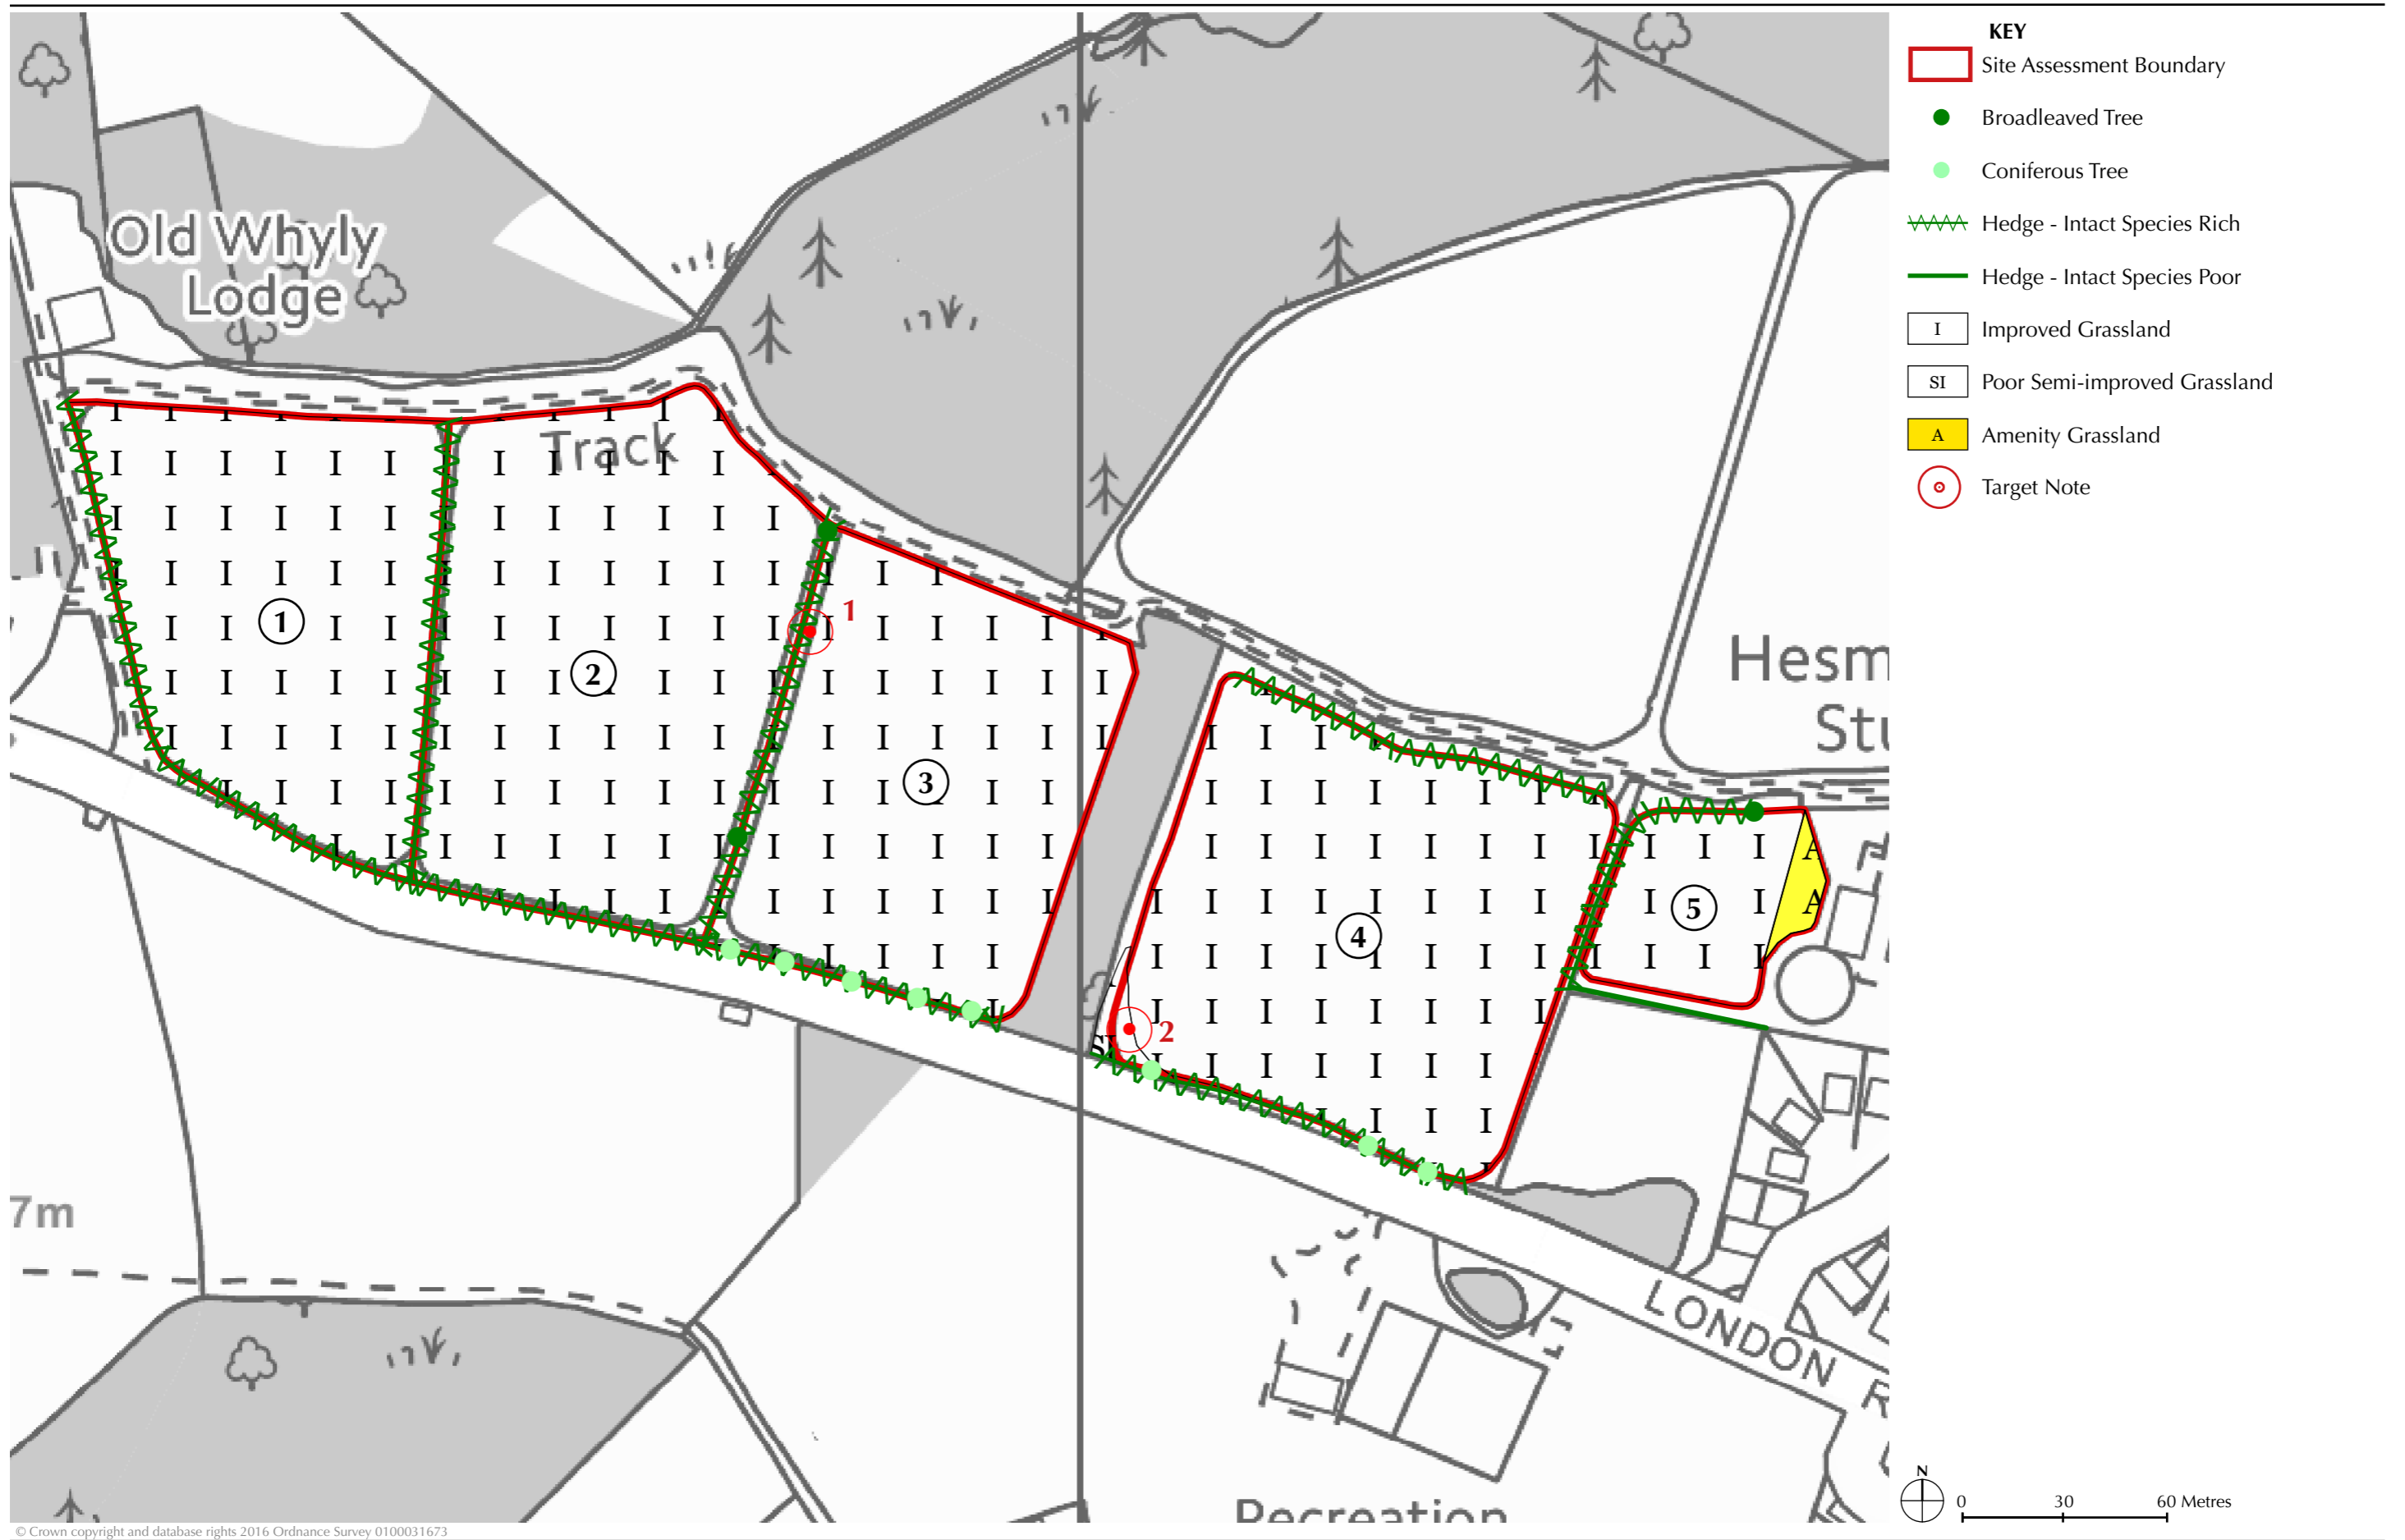 KEY
Site Assessment Boundary
Broadleaved Tree
Coniferous Tree
Hedge - Intact Species Rich
Hedge - Intact Species Poor
I Improved Grassland
SI Poor Semi-improved Grassland
A Amenity Grassland
Target Note
Old Whyly
Lodge
Track
1
1
2
3
Hesm
Stu
4
5
A
A
SI
2
7m
LONDON R
Recreation
N
0 30 60 Metres
© Crown copyright and database rights 2016 Ordnance Survey 0100031673